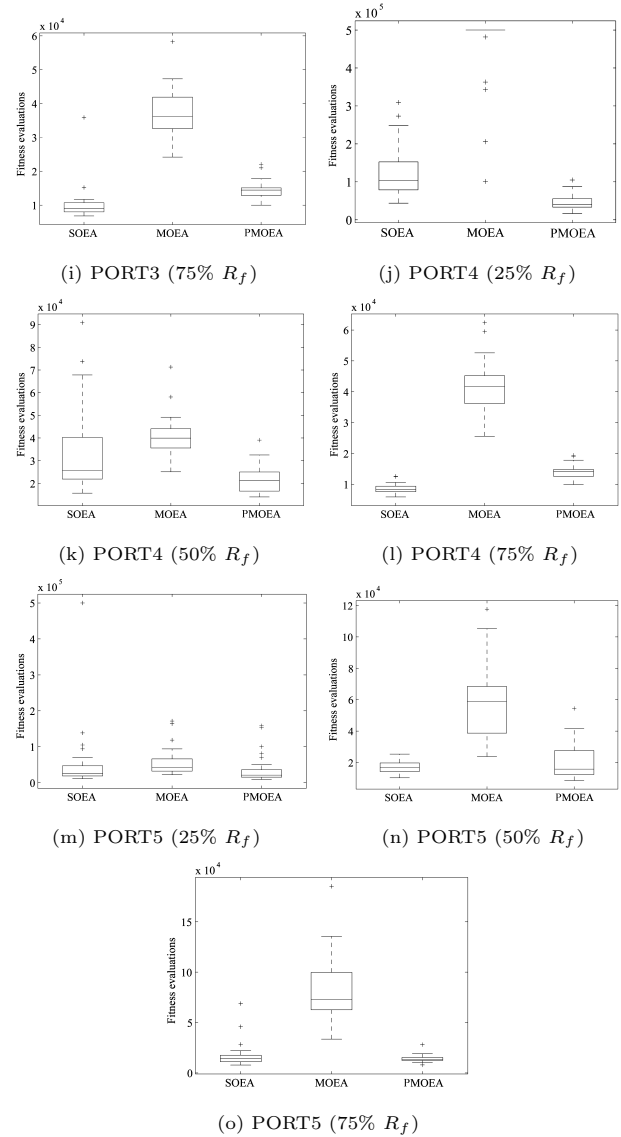 x 10^4
6
5
4
3
2
1
Fitness evaluations
SOEA MOEA PMOEA
(i) PORT3 (75% R_f)
x 10^5
5
4
3
2
1
0
Fitness evaluations
SOEA MOEA PMOEA
(j) PORT4 (25% R_f)
x 10^4
9
8
7
6
5
4
3
2
Fitness evaluations
SOEA MOEA PMOEA
(k) PORT4 (50% R_f)
x 10^4
6
5
4
3
2
1
Fitness evaluations
SOEA MOEA PMOEA
(l) PORT4 (75% R_f)
x 10^5
5
4
3
2
1
0
Fitness evaluations
SOEA MOEA PMOEA
(m) PORT5 (25% R_f)
x 10^4
12
10
8
6
4
2
Fitness evaluations
SOEA MOEA PMOEA
(n) PORT5 (50% R_f)
x 10^4
15
10
5
0
Fitness evaluations
SOEA MOEA PMOEA
(o) PORT5 (75% R_f)